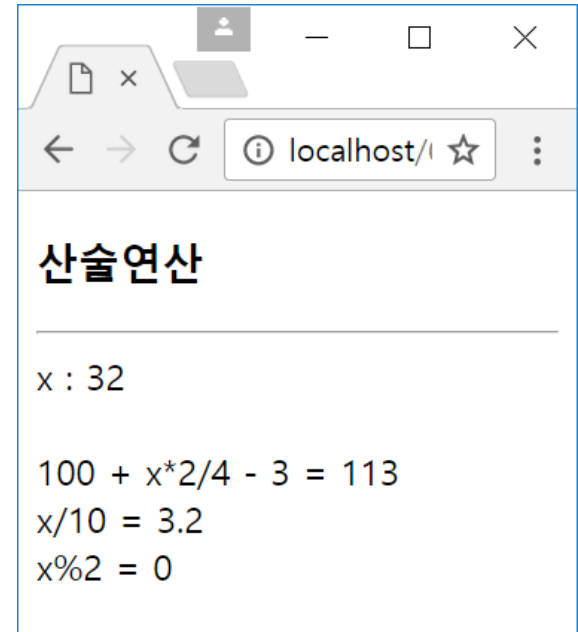 localhost/
산술연산
x : 32
100 + x*2/4 - 3 = 113
x/10 = 3.2
x%2 = 0